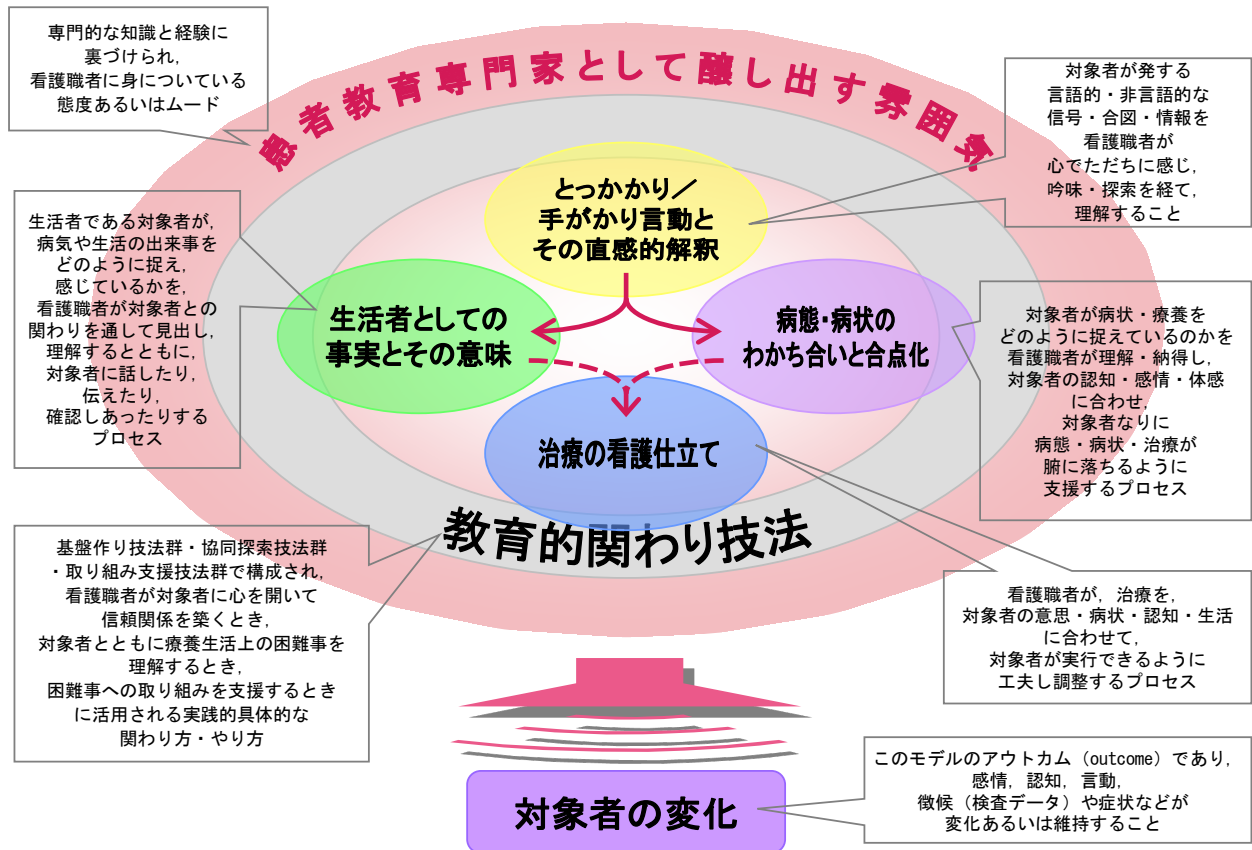 専門的な知識と経験に
裏づけられ,
看護職者に身についている
態度あるいはムード
患者教育専門家として醸し出す雰囲気
対象者が発する
言語的・非言語的な
信号・合図・情報を
看護職者が
心でただちに感じ,
吟味・探索を経て,
理解すること
とっかかり／
手がかり言動と
その直感的解釈
生活者である対象者が,
病気や生活の出来事を
どのように捉え,
感じているかを,
看護職者が対象者との
関わりを通して見出し,
理解するとともに,
対象者に話したり,
伝えたり,
確認しあったりする
プロセス
生活者としての
事実とその意味
病態・病状の
わかち合いと合点化
対象者が病状・療養を
どのように捉えているのかを
看護職者が理解・納得し,
対象者の認知・感情・体感
に合わせ,
対象者なりに
病態・病状・治療が
腑に落ちるように
支援するプロセス
治療の看護仕立て
教育的関わり技法
基盤作り技法群・協同探索技法群
・取り組み支援技法群で構成され,
看護職者が対象者に心を開いて
信頼関係を築くとき,
対象者とともに療養生活上の困難事を
理解するとき,
困難事への取り組みを支援するとき
に活用される実践的具体的な
関わり方・やり方
看護職者が, 治療を,
対象者の意思・病状・認知・生活
に合わせて,
対象者が実行できるように
工夫し調整するプロセス
対象者の変化
このモデルのアウトカム（outcome）であり,
感情, 認知, 言動,
徴候（検査データ）や症状などが
変化あるいは維持すること